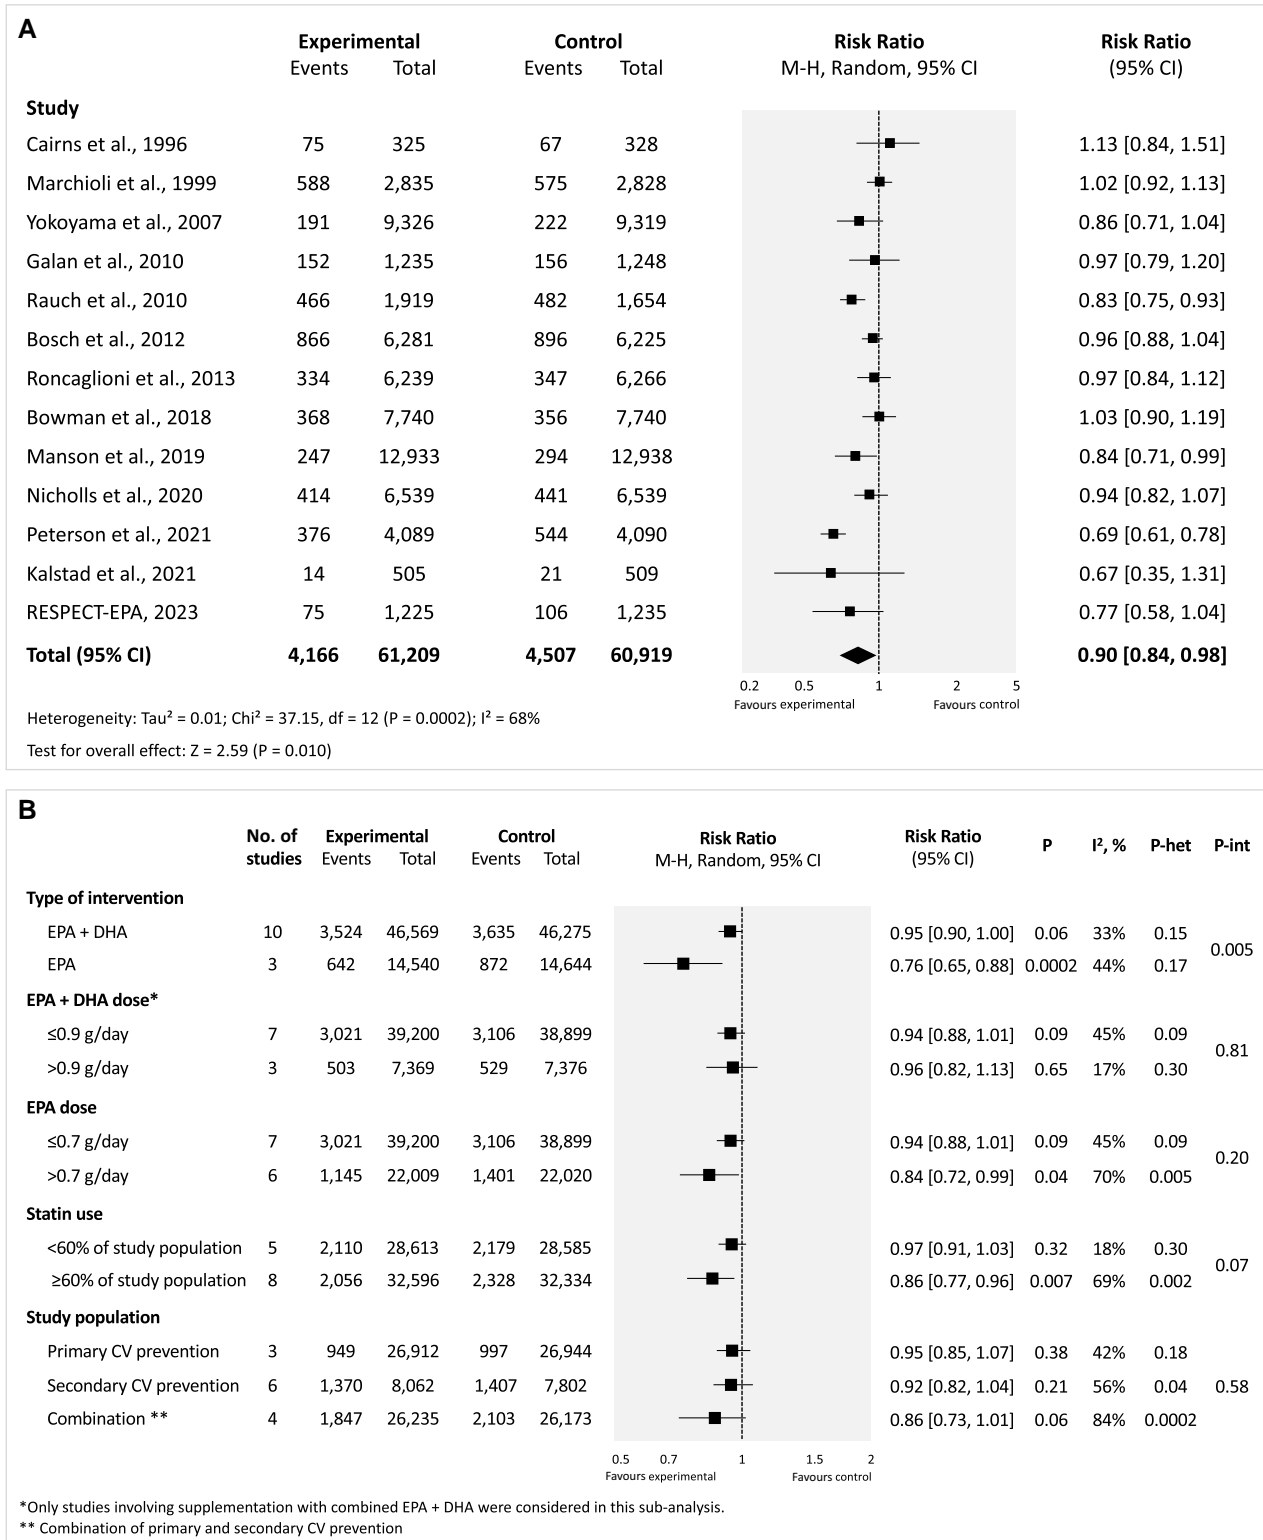 A
Experimental Control Risk Ratio Risk Ratio
Events Total Events Total M-H, Random, 95% CI (95% CI)
Study
Cairns et al., 1996 75 325 67 328 1.13 [0.84, 1.51]
Marchioli et al., 1999 588 2,835 575 2,828 1.02 [0.92, 1.13]
Yokoyama et al., 2007 191 9,326 222 9,319 0.86 [0.71, 1.04]
Galan et al., 2010 152 1,235 156 1,248 0.97 [0.79, 1.20]
Rauch et al., 2010 466 1,919 482 1,654 0.83 [0.75, 0.93]
Bosch et al., 2012 866 6,281 896 6,225 0.96 [0.88, 1.04]
Roncaglioni et al., 2013 334 6,239 347 6,266 0.97 [0.84, 1.12]
Bowman et al., 2018 368 7,740 356 7,740 1.03 [0.90, 1.19]
Manson et al., 2019 247 12,933 294 12,938 0.84 [0.71, 0.99]
Nicholls et al., 2020 414 6,539 441 6,539 0.94 [0.82, 1.07]
Peterson et al., 2021 376 4,089 544 4,090 0.69 [0.61, 0.78]
Kalstad et al., 2021 14 505 21 509 0.67 [0.35, 1.31]
RESPECT-EPA, 2023 75 1,225 106 1,235 0.77 [0.58, 1.04]
Total (95% CI) 4,166 61,209 4,507 60,919 0.90 [0.84, 0.98]
0.2 0.5 1 2 5
Favours experimental Favours control
Heterogeneity: Tau² = 0.01; Chi² = 37.15, df = 12 (P = 0.0002); I² = 68%
Test for overall effect: Z = 2.59 (P = 0.010)
B
No. of studies Experimental Control Risk Ratio Risk Ratio P I², % P-het P-int
Events Total Events Total M-H, Random, 95% CI (95% CI)
Type of intervention
EPA + DHA 10 3,524 46,569 3,635 46,275 0.95 [0.90, 1.00] 0.06 33% 0.15
0.005
EPA 3 642 14,540 872 14,644 0.76 [0.65, 0.88] 0.0002 44% 0.17
EPA + DHA dose*
≤0.9 g/day 7 3,021 39,200 3,106 38,899 0.94 [0.88, 1.01] 0.09 45% 0.09
0.81
>0.9 g/day 3 503 7,369 529 7,376 0.96 [0.82, 1.13] 0.65 17% 0.30
EPA dose
≤0.7 g/day 7 3,021 39,200 3,106 38,899 0.94 [0.88, 1.01] 0.09 45% 0.09
0.20
>0.7 g/day 6 1,145 22,009 1,401 22,020 0.84 [0.72, 0.99] 0.04 70% 0.005
Statin use
<60% of study population 5 2,110 28,613 2,179 28,585 0.97 [0.91, 1.03] 0.32 18% 0.30
0.07
≥60% of study population 8 2,056 32,596 2,328 32,334 0.86 [0.77, 0.96] 0.007 69% 0.002
Study population
Primary CV prevention 3 949 26,912 997 26,944 0.95 [0.85, 1.07] 0.38 42% 0.18
Secondary CV prevention 6 1,370 8,062 1,407 7,802 0.92 [0.82, 1.04] 0.21 56% 0.04 0.58
Combination ** 4 1,847 26,235 2,103 26,173 0.86 [0.73, 1.01] 0.06 84% 0.0002
0.5 0.7 1 1.5 2
Favours experimental Favours control
*Only studies involving supplementation with combined EPA + DHA were considered in this sub-analysis.
** Combination of primary and secondary CV prevention